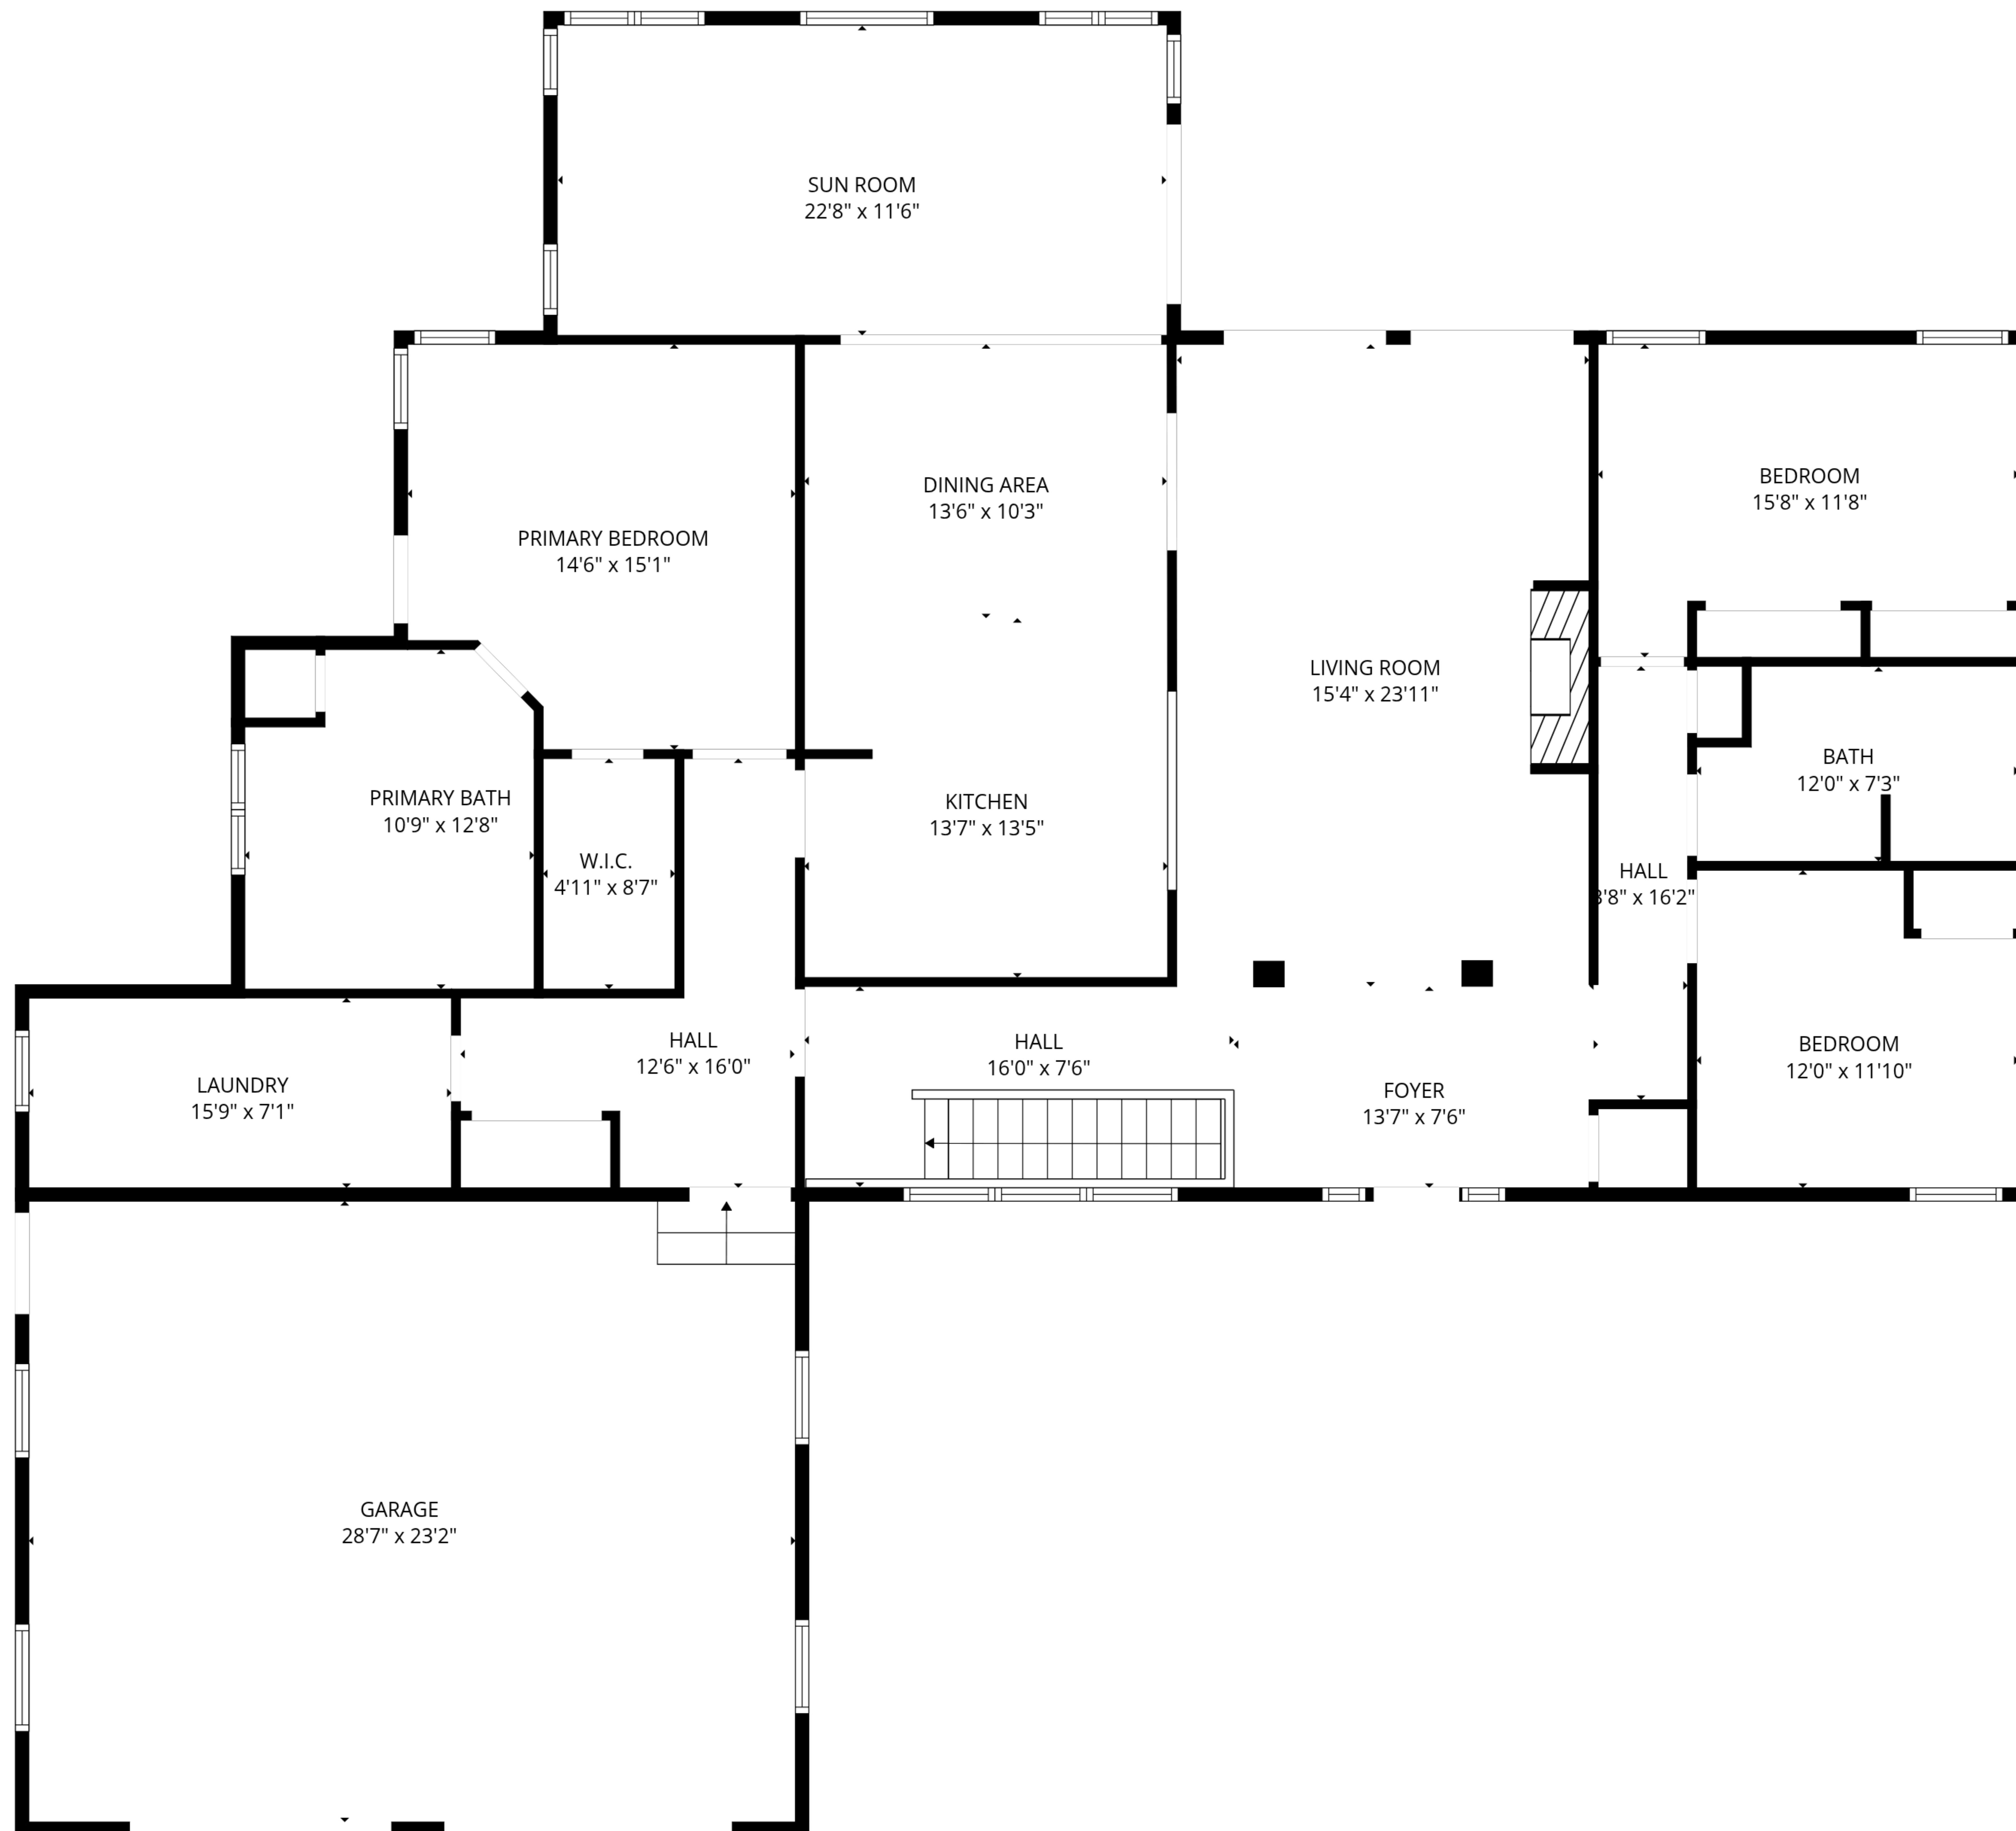 SUN ROOM
22'8" x 11'6"
DINING AREA
13'6" x 10'3"
BEDROOM
15'8" x 11'8"
PRIMARY BEDROOM
14'6" x 15'1"
LIVING ROOM
15'4" x 23'11"
BATH
12'0" x 7'3"
PRIMARY BATH
10'9" x 12'8"
KITCHEN
13'7" x 13'5"
W.I.C.
4'11" x 8'7"
HALL
x 16'2"
HALL
12'6" x 16'0"
HALL
16'0" x 7'6"
BEDROOM
12'0" x 11'10"
LAUNDRY
15'9" x 7'1"
FOYER
13'7" x 7'6"
GARAGE
28'7" x 23'2"